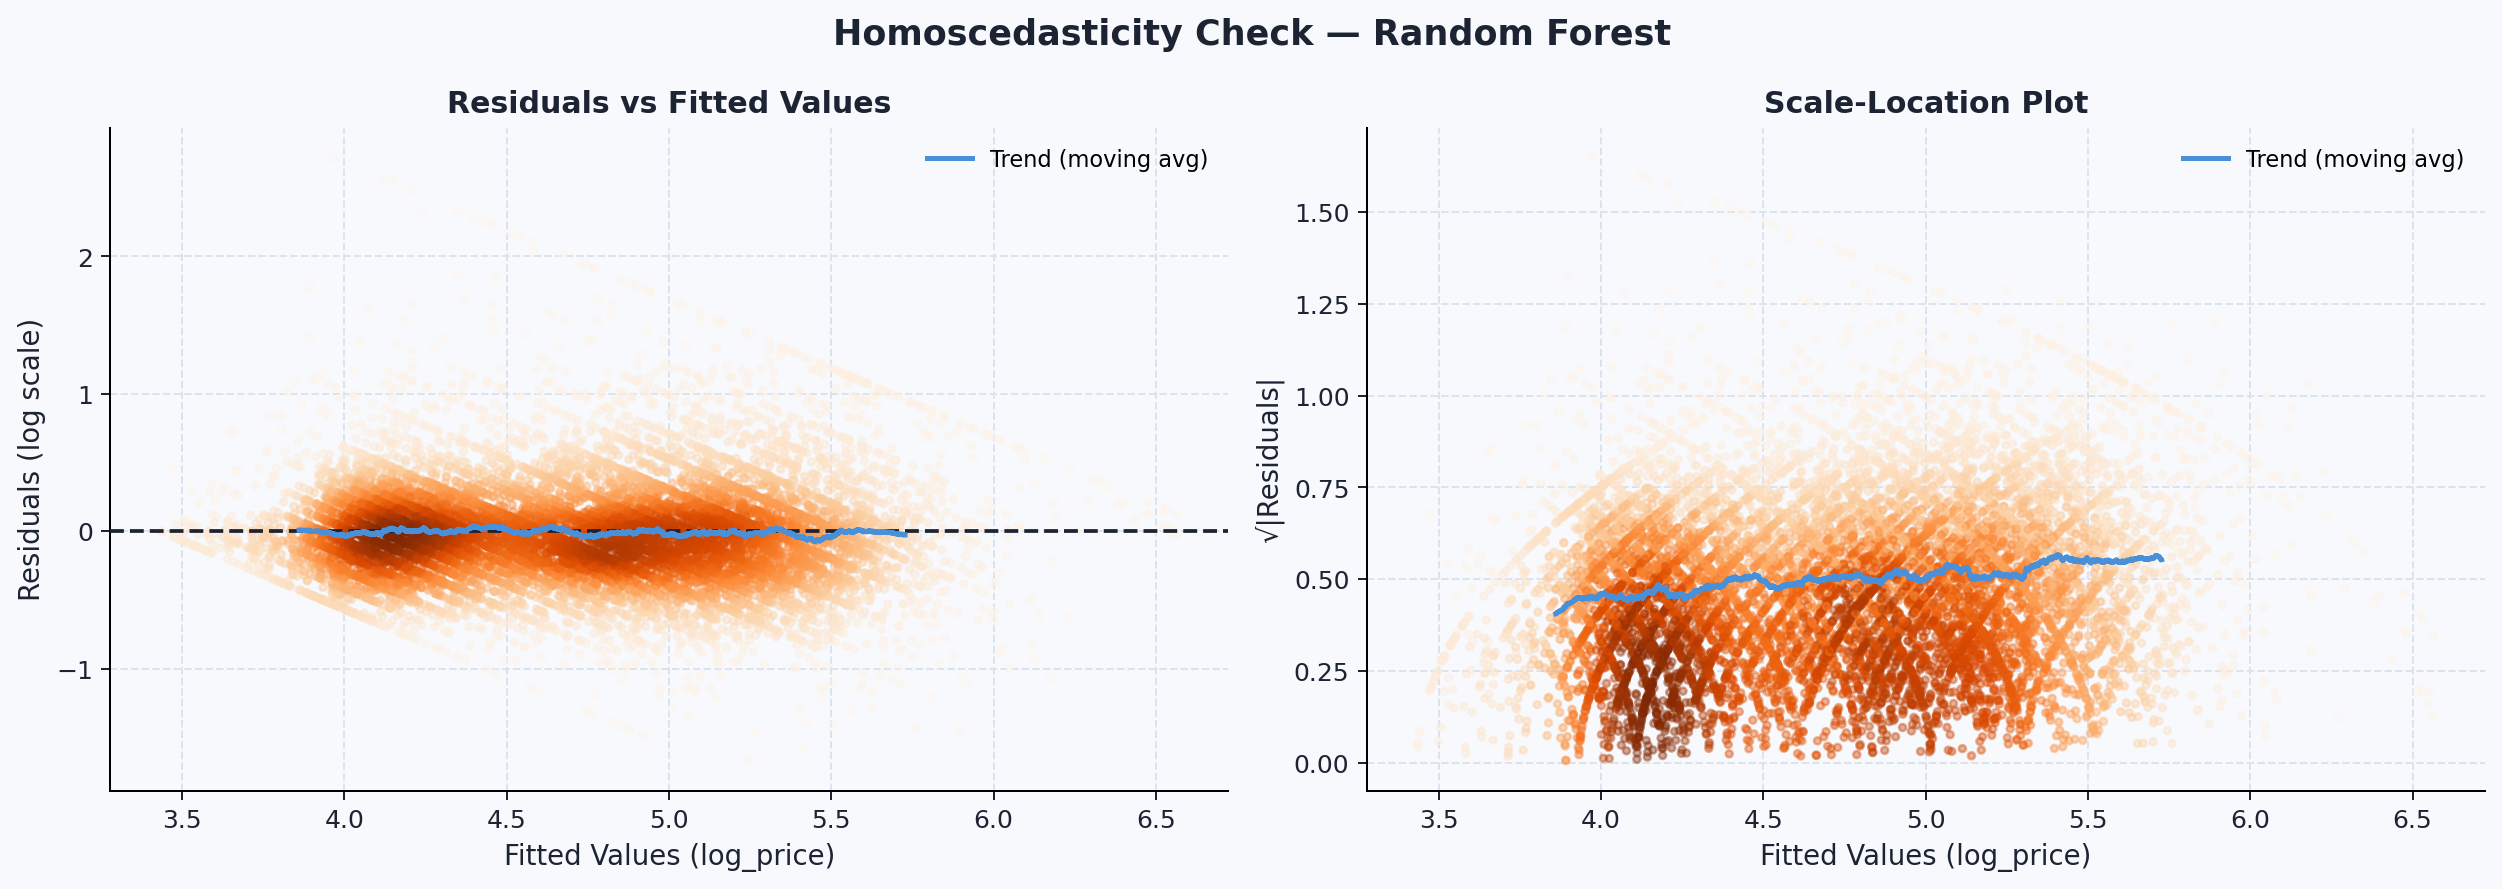 Homoscedasticity Check — Random Forest
Residuals vs Fitted Values
Trend (moving avg)
Residuals (log scale)
2
1
0
−1
3.5 4.0 4.5 5.0 5.5 6.0 6.5
Fitted Values (log_price)
Scale-Location Plot
Trend (moving avg)
√|Residuals|
1.50
1.25
1.00
0.75
0.50
0.25
0.00
3.5 4.0 4.5 5.0 5.5 6.0 6.5
Fitted Values (log_price)